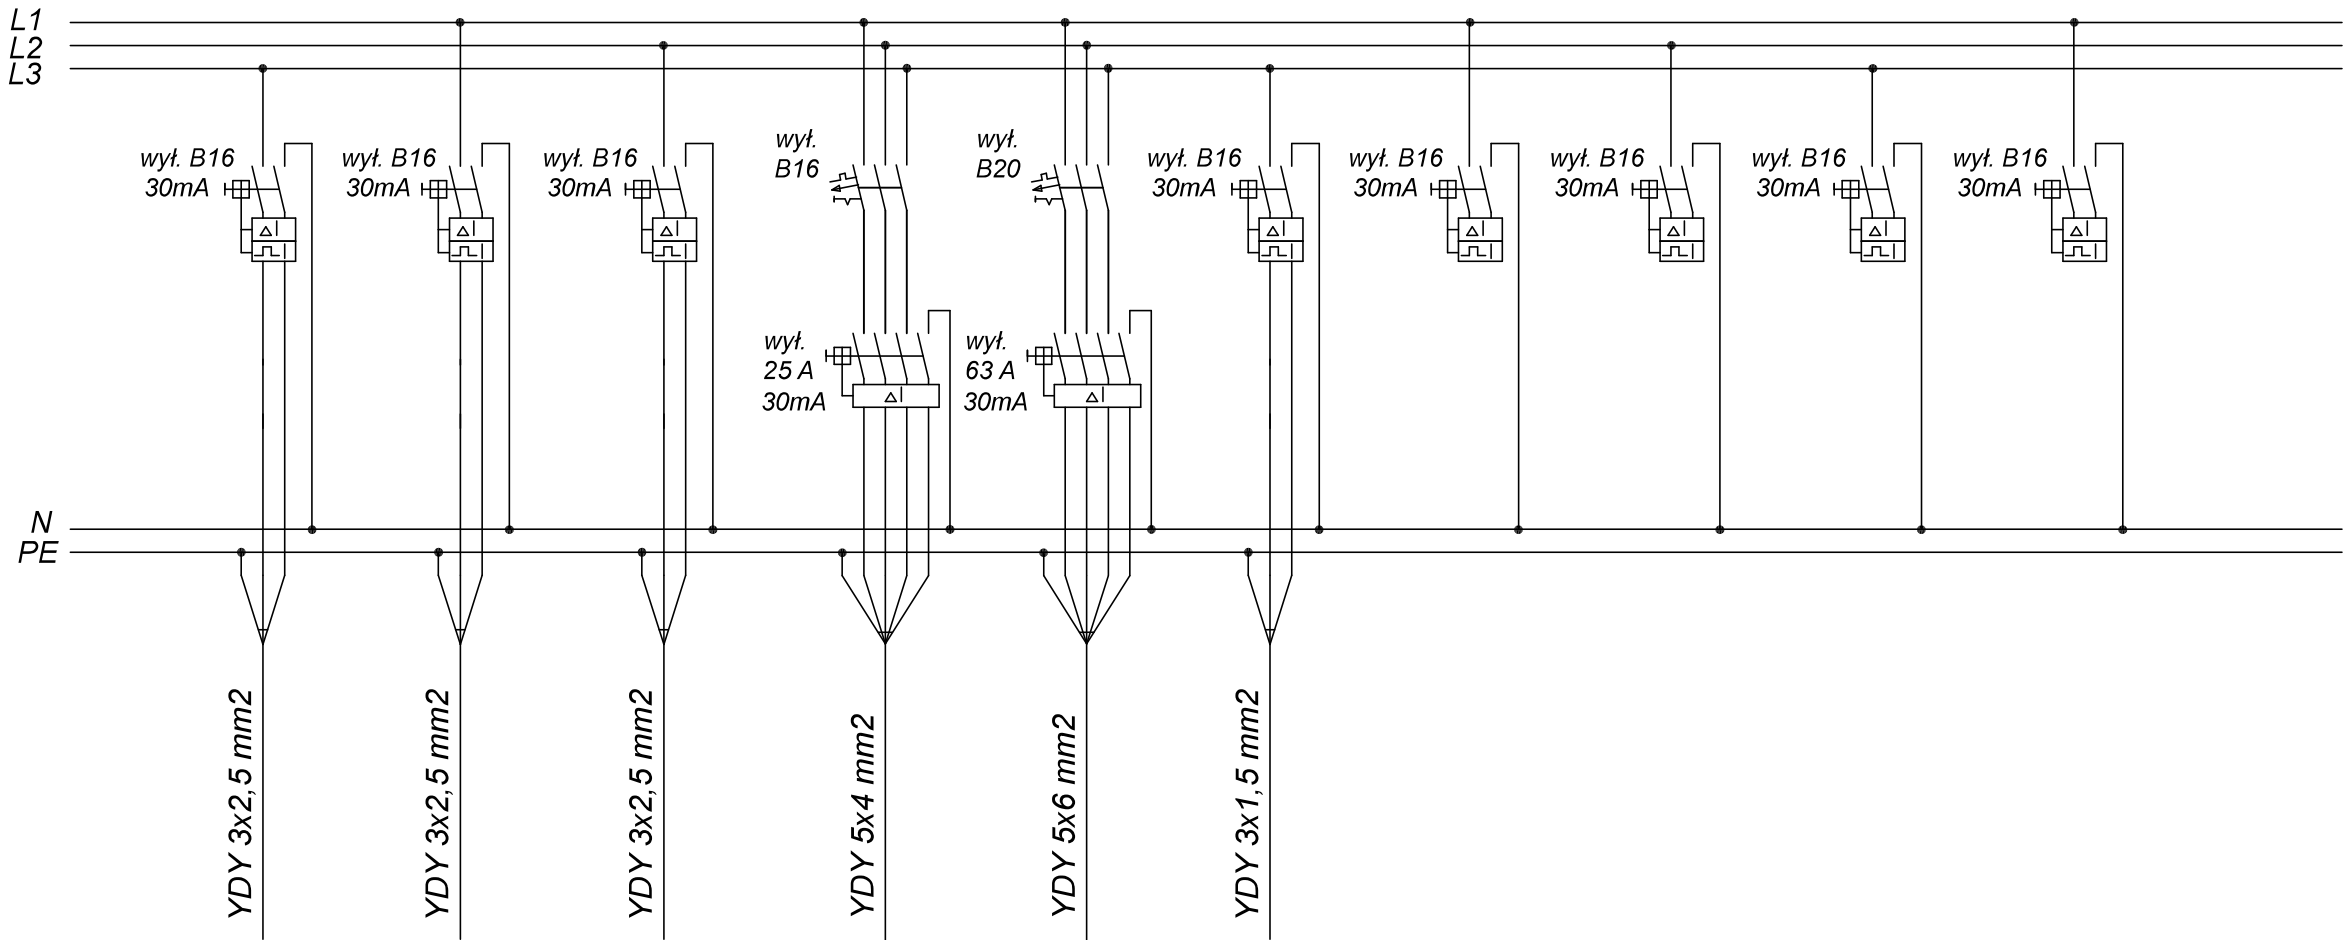 L1
L2
L3
wył. B16
30mA
wył. B16
30mA
wył. B16
30mA
wył.
B16
wył.
B20
wył. B16
30mA
wył. B16
30mA
wył. B16
30mA
wył. B16
30mA
wył. B16
30mA
wył.
25 A
30mA
wył.
63 A
30mA
N
PE
YDY 3x2,5 mm2
YDY 3x2,5 mm2
YDY 3x2,5 mm2
YDY 5x4 mm2
YDY 5x6 mm2
YDY 3x1,5 mm2